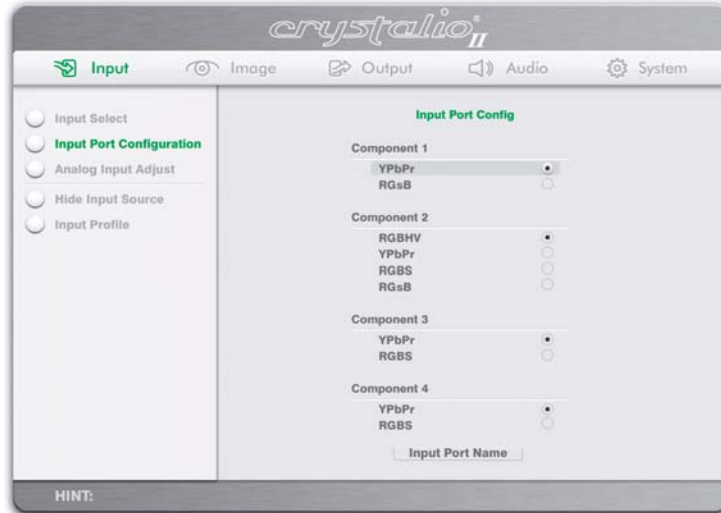 crystalio II
Input Image Output Audio System
Input Select
Input Port Configuration
Analog Input Adjust
Hide Input Source
Input Profile
Input Port Config
Component 1
YPbPr
RGsB
Component 2
RGBHV
YPbPr
RGBS
RGsB
Component 3
YPbPr
RGBS
Component 4
YPbPr
RGBS
Input Port Name
HINT: